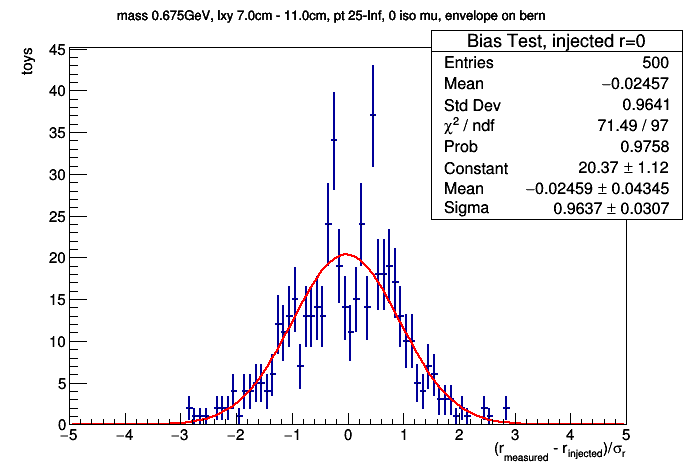 mass 0.675GeV, lxy 7.0cm - 11.0cm, pt 25-Inf, 0 iso mu, envelope on bern
Bias Test, injected r=0
Entries 500
Mean −0.02457
Std Dev 0.9641
χ² / ndf 71.49 / 97
Prob 0.9758
Constant 20.37 ± 1.12
Mean −0.02459 ± 0.04345
Sigma 0.9637 ± 0.0307
toys
45
40
35
30
25
20
15
10
5
0
−5 −4 −3 −2 −1 0 1 2 3 4 5
(r_measured - r_injected)/σ_r